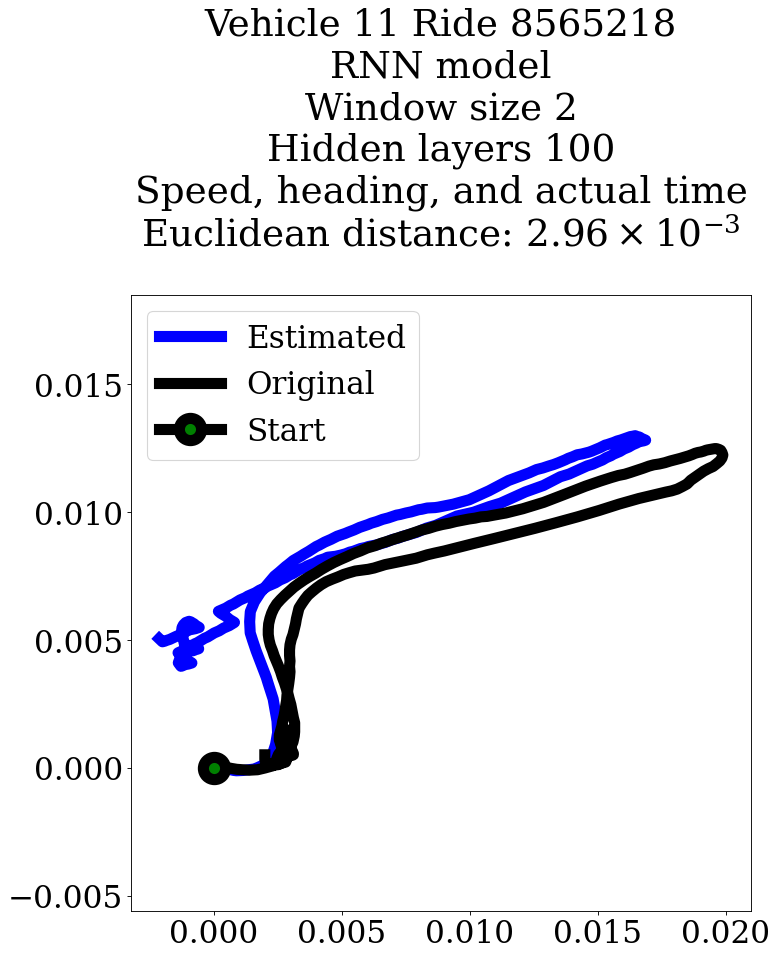 Vehicle 11 Ride 8565218
RNN model
Window size 2
Hidden layers 100
Speed, heading, and actual time
Euclidean distance: 2.96 × 10⁻³
Estimated
Original
Start
0.015
0.010
0.005
0.000
−0.005
0.000 0.005 0.010 0.015 0.020